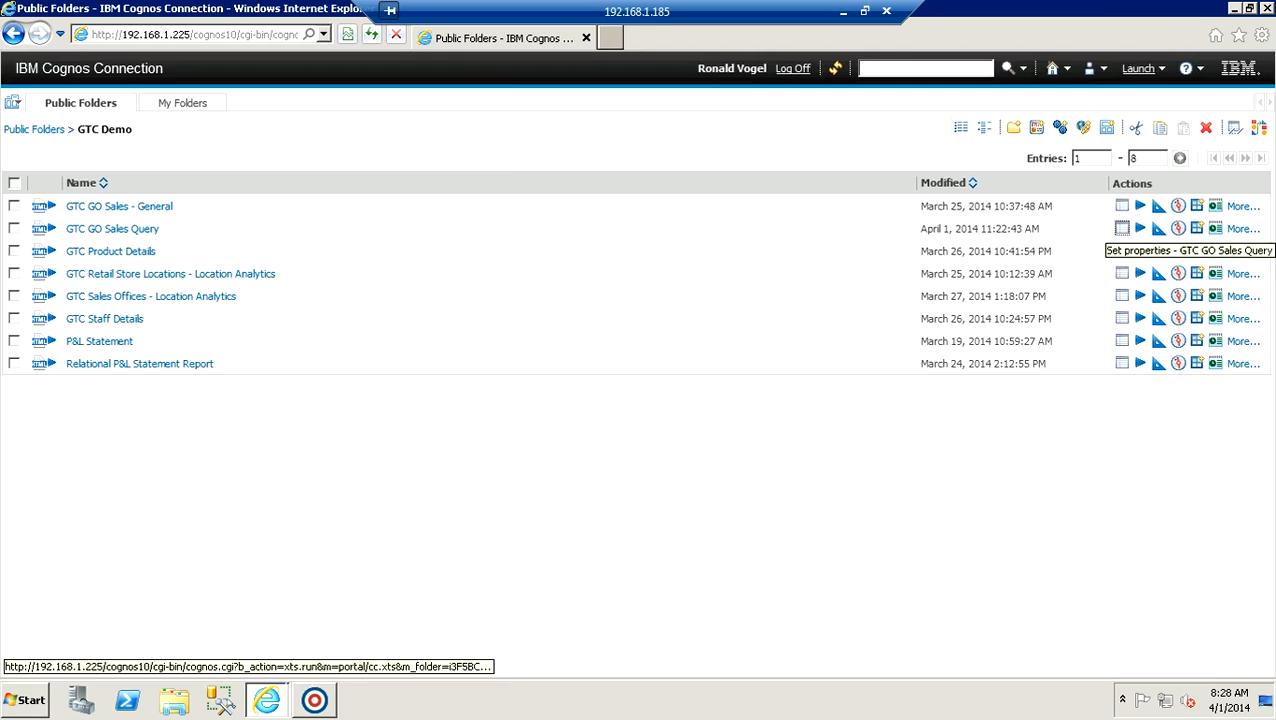 Public Folders - IBM Cognos Connection - Windows Internet Explo
192.168.1.185
http://192.168.1.225/cognos10/cgi-bin/cognc
Public Folders - IBM Cognos ...
IBM Cognos Connection
Ronald Vogel Log Off
Launch
IBM
Public Folders My Folders
Public Folders > GTC Demo
Entries: 1 - 8
Name Modified Actions
GTC GO Sales - General March 25, 2014 10:37:48 AM More...
GTC GO Sales Query April 1, 2014 11:22:43 AM More...
GTC Product Details March 26, 2014 10:41:54 PM Set properties - GTC GO Sales Query
GTC Retail Store Locations - Location Analytics March 25, 2014 10:12:39 AM More...
GTC Sales Offices - Location Analytics March 27, 2014 1:18:07 PM More...
GTC Staff Details March 26, 2014 10:24:57 PM More...
P&L Statement March 19, 2014 10:59:27 AM More...
Relational P&L Statement Report March 24, 2014 2:12:55 PM More...
http://192.168.1.225/cognos10/cgi-bin/cognos.cgi?b_action=xts.run&m=portal/cc.xts&m_folder=i3F5BC...
Start
8:28 AM
4/1/2014